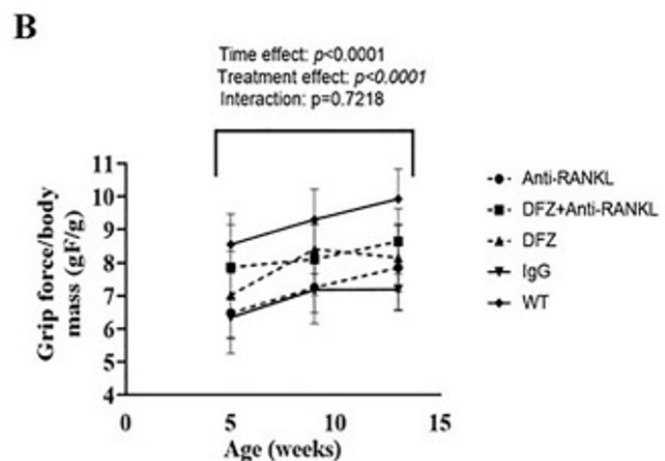 B
Time effect: p<0.0001
Treatment effect: p<0.0001
Interaction: p=0.7218
Grip force/body
mass (gF/g)
11
10
9
8
7
6
5
4
0
5
10
15
Age (weeks)
Anti-RANKL
DFZ+Anti-RANKL
DFZ
IgG
WT